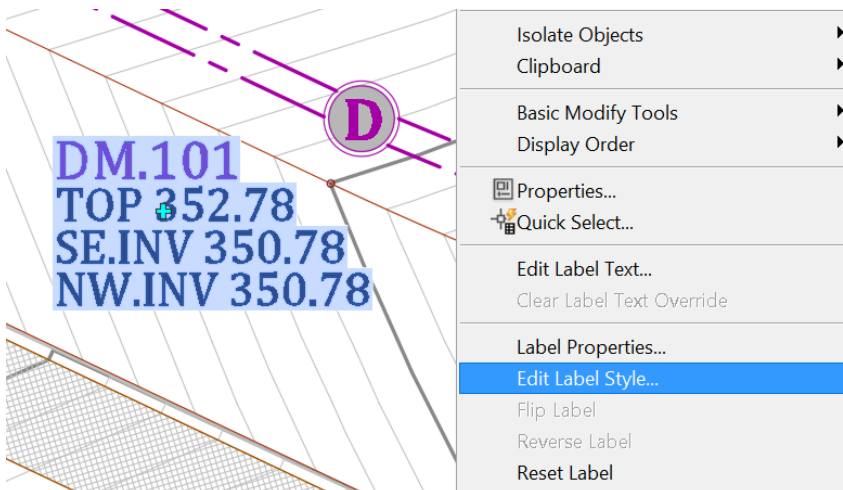 D
DM.101
TOP 352.78
SE.INV 350.78
NW.INV 350.78
Isolate Objects
Clipboard
Basic Modify Tools
Display Order
Properties...
Quick Select...
Edit Label Text...
Clear Label Text Override
Label Properties...
Edit Label Style...
Flip Label
Reverse Label
Reset Label